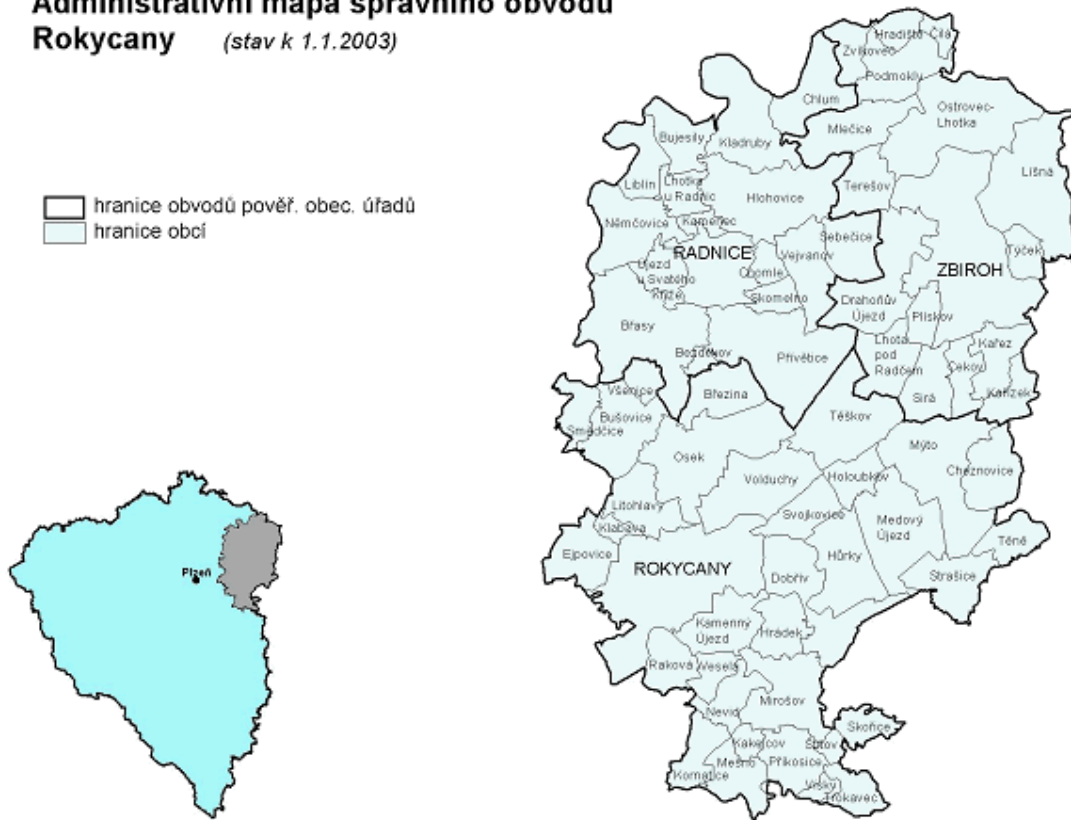 Administrativní mapa správního obvodu
Rokycany (stav k 1.1.2003)
hranice obvodů pověř. obec. úřadů
hranice obcí
Plzeň
Hradiště
Čilá
Zvíkovec
Podmokly
Chlum
Ostrovec-
Lhotka
Mlečice
Bujesily
Kladruby
Lišná
Liblín
Lhotka
u Radnic
Terešov
Hlohovice
Němčovice
Kamenec
Sebečice
RADNICE
Vejvanov
Týček
Újezd
u Svatého
Kříže
Chomle
ZBIROH
Skomelno
Drahoňův
Újezd
Plískov
Břasy
Lhota
pod
Radčem
Kařez
Bezděkov
Přívětice
Cekov
Kařízek
Sirá
Všenice
Březina
Bušovice
Smědčice
Těškov
Mýto
Osek
Cheznovice
Volduchy
Holoubkov
Litohlavy
Svojkovice
Klabava
Medový
Újezd
Těně
Ejpovice
Hůrky
ROKYCANY
Dobřív
Strašice
Kamenný
Újezd
Hrádek
Raková
Veselá
Mirošov
Nevid
Skořice
Kakejcov
Štítov
Mešno
Příkosice
Kornatice
Vísky
Trokavec